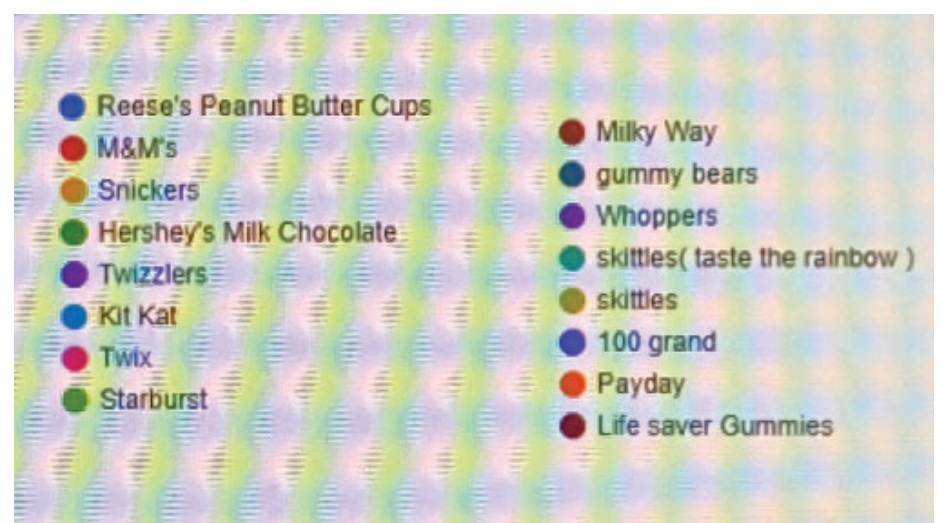 Reese's Peanut Butter Cups
M&M's
Snickers
Hershey's Milk Chocolate
Twizzlers
Kit Kat
Twix
Starburst
Milky Way
gummy bears
Whoppers
skittles( taste the rainbow )
skittles
100 grand
Payday
Life saver Gummies